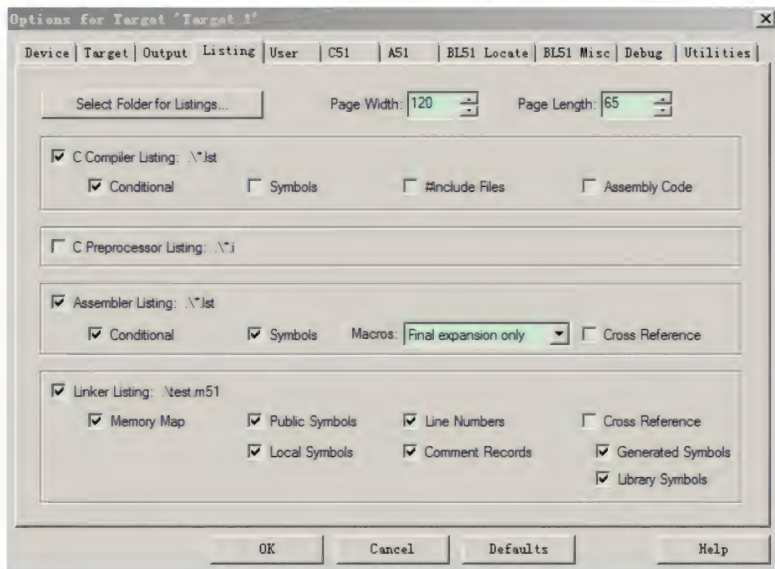 Options for Target 'Target 1'
Device Target Output Listing User C51 A51 BL51 Locate BL51 Misc Debug Utilities
Select Folder for Listings... Page Width: 120 Page Length: 65
C Compiler Listing: .\*.lst
Conditional Symbols #include Files Assembly Code
C Preprocessor Listing: .\*.i
Assembler Listing: .\*.lst
Conditional Symbols Macros: Final expansion only Cross Reference
Linker Listing: .\test.m51
Memory Map Public Symbols Line Numbers Cross Reference
Local Symbols Comment Records Generated Symbols
Library Symbols
OK Cancel Defaults Help